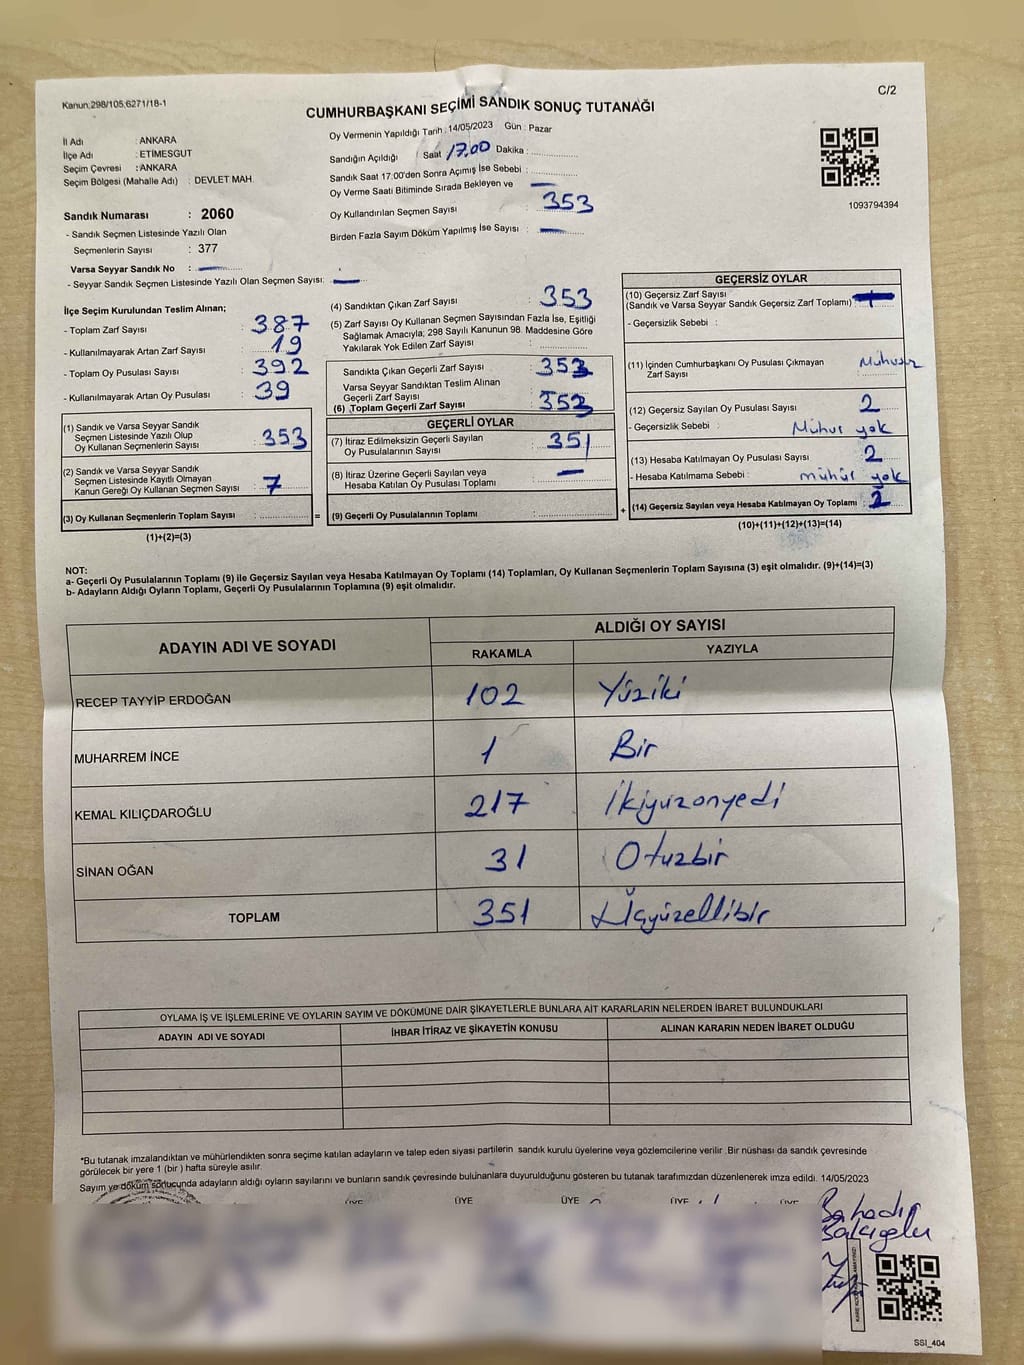 Kanun;298/105;6271/18-1
C/2
CUMHURBAŞKANI SEÇİMİ SANDIK SONUÇ TUTANAĞI
İl Adı : ANKARA
İlçe Adı : ETİMESGUT
Seçim Çevresi : ANKARA
Seçim Bölgesi (Mahalle Adı) : DEVLET MAH.
Oy Vermenin Yapıldığı Tarih : 14/05/2023 Gün : Pazar
Sandığın Açıldığı Saat 17.00 Dakika :
Sandık Saat 17:00'den Sonra Açımış İse Sebebi :
Oy Verme Saati Bitiminde Sırada Bekleyen ve
Oy Kullandırılan Seçmen Sayısı : 353
Birden Fazla Sayım Döküm Yapılmış İse Sayısı :
1093794394
Sandık Numarası : 2060
- Sandık Seçmen Listesinde Yazılı Olan
Seçmenlerin Sayısı : 377
Varsa Seyyar Sandık No :
- Seyyar Sandık Seçmen Listesinde Yazılı Olan Seçmen Sayısı:
İlçe Seçim Kurulundan Teslim Alınan;
- Toplam Zarf Sayısı : 387
- Kullanılmayarak Artan Zarf Sayısı : 19
- Toplam Oy Pusulası Sayısı : 392
- Kullanılmayarak Artan Oy Pusulası : 39
(1) Sandık ve Varsa Seyyar Sandık
Seçmen Listesinde Yazılı Olup
Oy Kullanan Seçmenlerin Sayısı : 353
(2) Sandık ve Varsa Seyyar Sandık
Seçmen Listesinde Kayıtlı Olmayan
Kanun Gereği Oy Kullanan Seçmen Sayısı : 7
(3) Oy Kullanan Seçmenlerin Toplam Sayısı :
(1)+(2)=(3)
(4) Sandıktan Çıkan Zarf Sayısı : 353
(5) Zarf Sayısı Oy Kullanan Seçmen Sayısından Fazla İse, Eşitliği
Sağlamak Amacıyla; 298 Sayılı Kanunun 98. Maddesine Göre
Yakılarak Yok Edilen Zarf Sayısı :
Sandıkta Çıkan Geçerli Zarf Sayısı : 353
Varsa Seyyar Sandıktan Teslim Alınan
Geçerli Zarf Sayısı :
(6) Toplam Geçerli Zarf Sayısı : 353
GEÇERLİ OYLAR
(7) İtiraz Edilmeksizin Geçerli Sayılan
Oy Pusulalarının Sayısı : 351
(8) İtiraz Üzerine Geçerli Sayılan veya
Hesaba Katılan Oy Pusulası Toplamı :
= (9) Geçerli Oy Pusulalarının Toplamı :
GEÇERSİZ OYLAR
(10) Geçersiz Zarf Sayısı
(Sandık ve Varsa Seyyar Sandık Geçersiz Zarf Toplamı) :
- Geçersizlik Sebebi :
(11) İçinden Cumhurbaşkanı Oy Pusulası Çıkmayan
Zarf Sayısı : Mühürsüz
(12) Geçersiz Sayılan Oy Pusulası Sayısı : 2
- Geçersizlik Sebebi : Mühür yok
(13) Hesaba Katılmayan Oy Pusulası Sayısı : 2
- Hesaba Katılmama Sebebi : mühür yok
+ (14) Geçersiz Sayılan veya Hesaba Katılmayan Oy Toplamı : 2
(10)+(11)+(12)+(13)=(14)
NOT:
a- Geçerli Oy Pusulalarının Toplamı (9) ile Geçersiz Sayılan veya Hesaba Katılmayan Oy Toplamı (14) Toplamları, Oy Kullanan Seçmenlerin Toplam Sayısına (3) eşit olmalıdır. (9)+(14)=(3)
b- Adayların Aldığı Oyların Toplamı, Geçerli Oy Pusulalarının Toplamına (9) eşit olmalıdır.
ADAYIN ADI VE SOYADI
ALDIĞI OY SAYISI
RAKAMLA YAZIYLA
RECEP TAYYİP ERDOĞAN 102 Yüziki
MUHARREM İNCE 1 Bir
KEMAL KILIÇDAROĞLU 217 İkiyüzonyedi
SİNAN OĞAN 31 Otuzbir
TOPLAM 351 Üçyüzellibir
OYLAMA İŞ VE İŞLEMLERİNE VE OYLARIN SAYIM VE DÖKÜMÜNE DAİR ŞİKAYETLERLE BUNLARA AİT KARARLARIN NELERDEN İBARET BULUNDUKLARI
ADAYIN ADI VE SOYADI İHBAR İTİRAZ VE ŞİKAYETİN KONUSU ALINAN KARARIN NEDEN İBARET OLDUĞU
*Bu tutanak imzalandıktan ve mühürlendikten sonra seçime katılan adayların ve talep eden siyasi partilerin sandık kurulu üyelerine veya gözlemcilerine verilir .Bir nüshası da sandık çevresinde
görülecek bir yere 1 (bir ) hafta süreyle asılır.
Sayım ve döküm sonucunda adayların aldığı oyların sayılarını ve bunların sandık çevresinde bulunanlara duyurulduğunu gösteren bu tutanak tarafımızdan düzenlenerek imza edildi. 14/05/2023
ÜYE ÜYE ÜYE ÜYE ÜYE
Bahadır
SSI_404